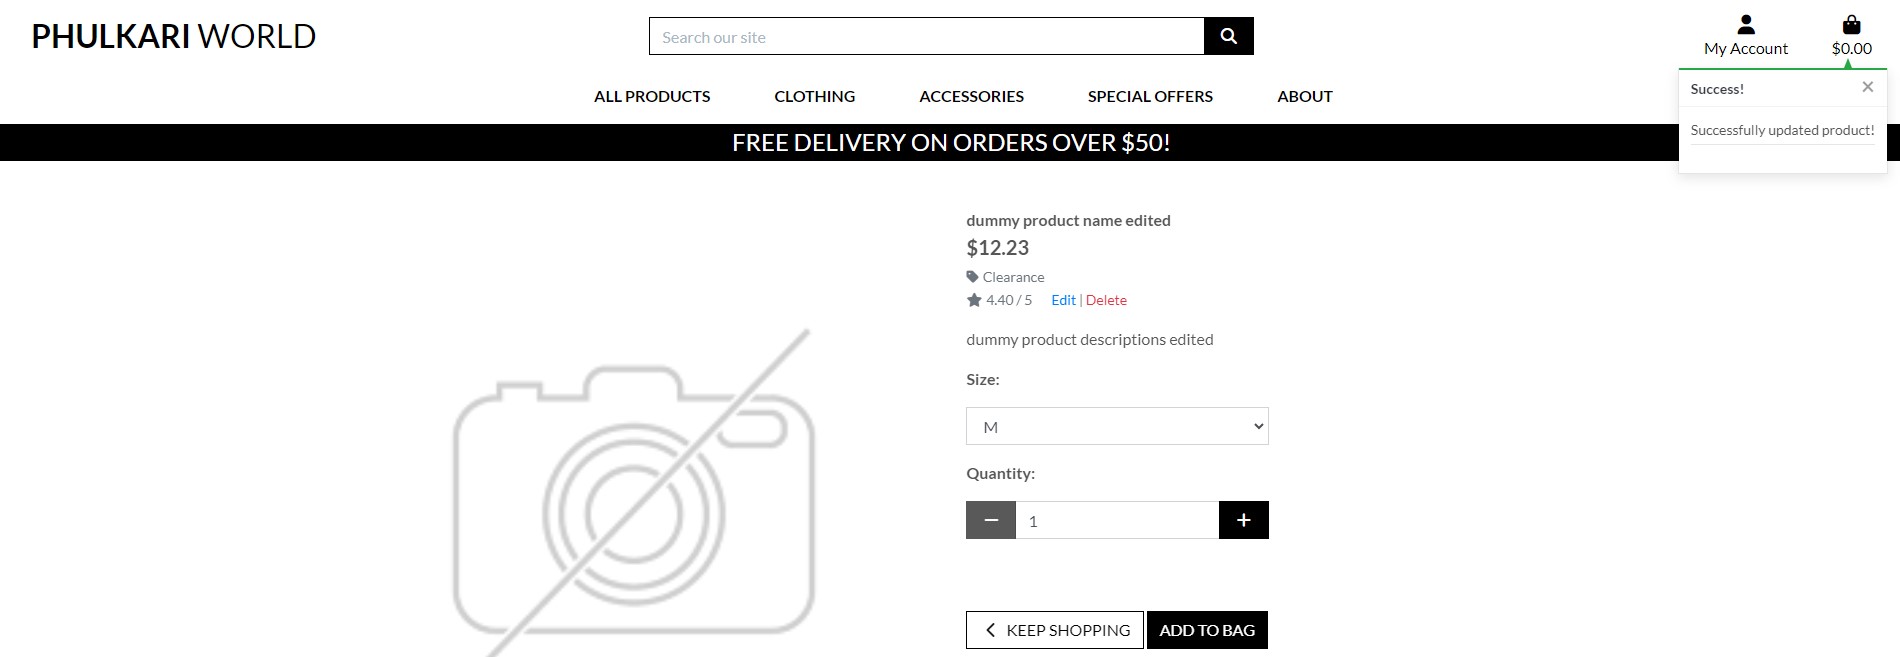 PHULKARI WORLD
Search our site
My Account
$0.00
ALL PRODUCTS
CLOTHING
ACCESSORIES
SPECIAL OFFERS
ABOUT
Success!
Successfully updated product!
FREE DELIVERY ON ORDERS OVER $50!
dummy product name edited
$12.23
Clearance
4.40 / 5 Edit | Delete
dummy product descriptions edited
Size:
M
Quantity:
1
KEEP SHOPPING
ADD TO BAG